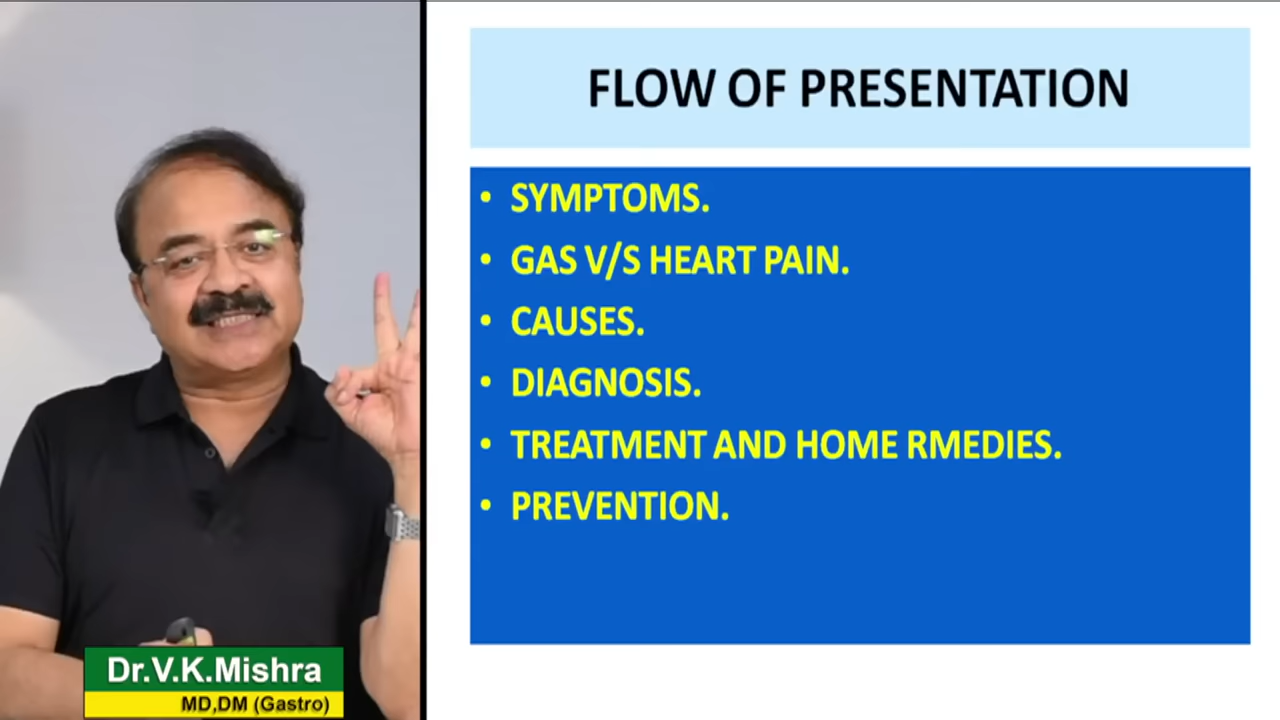 FLOW OF PRESENTATION
• SYMPTOMS.
• GAS V/S HEART PAIN.
• CAUSES.
• DIAGNOSIS.
• TREATMENT AND HOME RMEDIES.
• PREVENTION.
Dr.V.K.Mishra
MD,DM (Gastro)